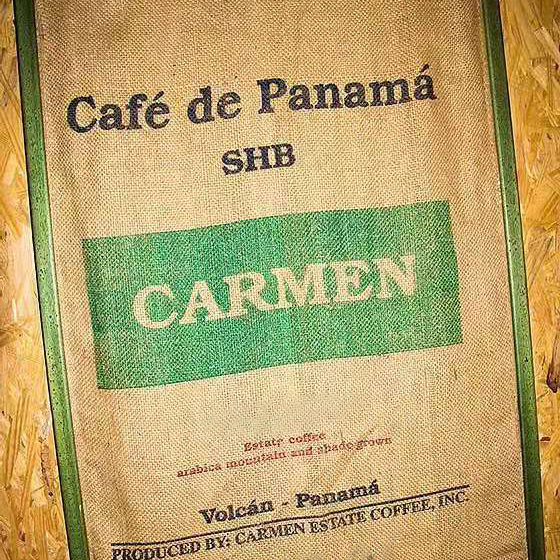 Café de Panamá
SHB
CARMEN
Estate coffee
arabica mountain and shade grown
Volcán - Panamá
PRODUCED BY: CARMEN ESTATE COFFEE, INC.